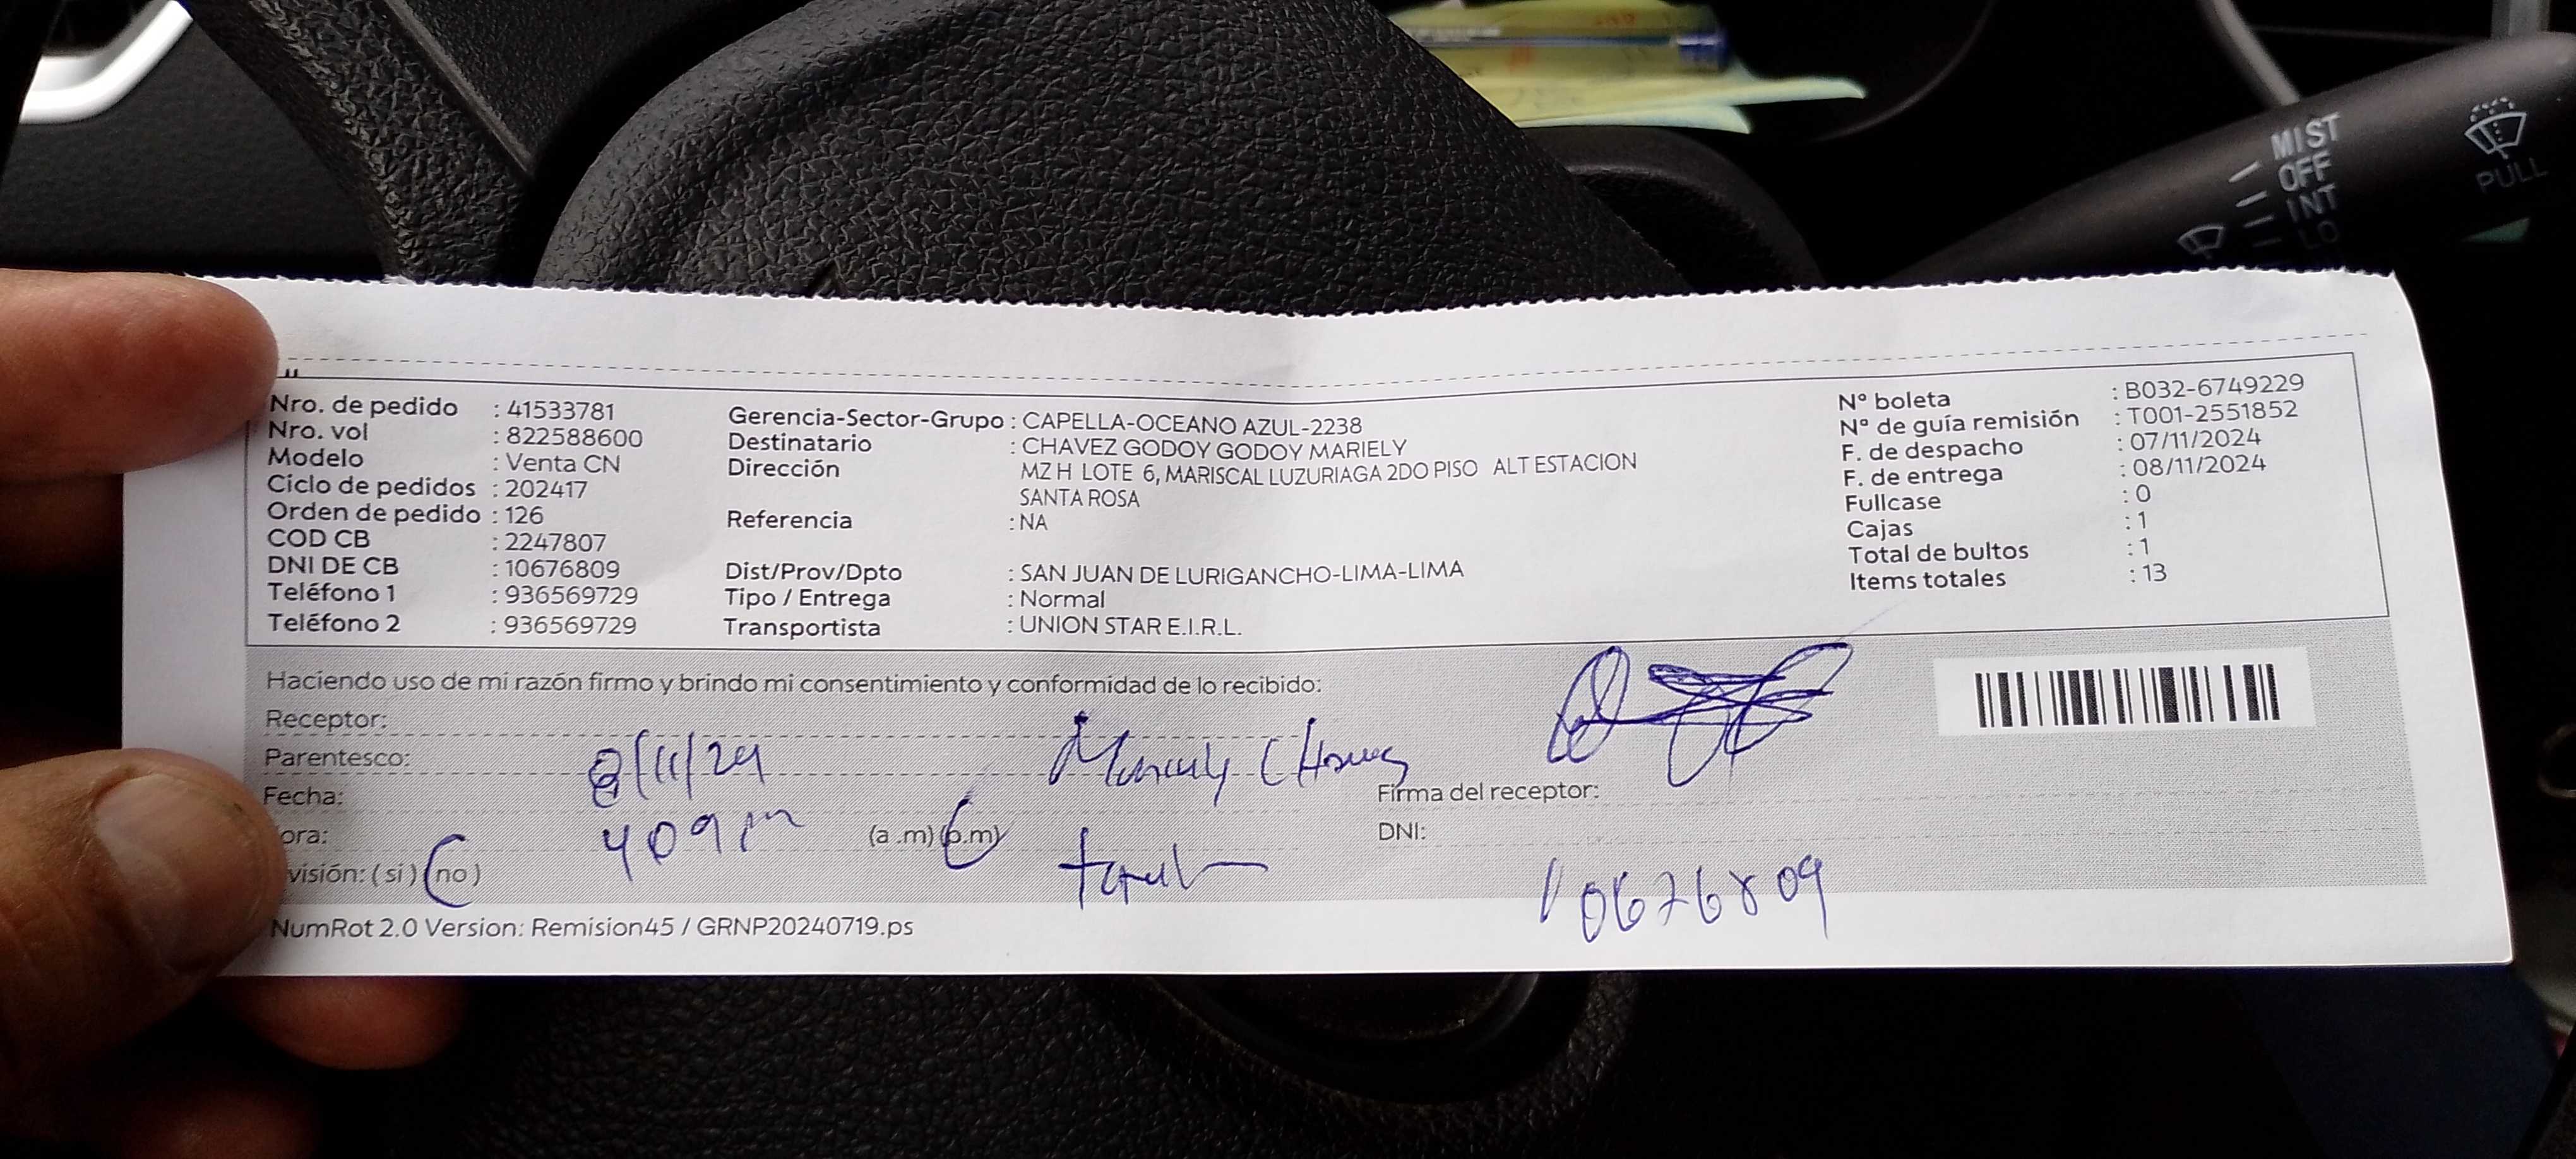 MIST
OFF
INT
LO
PULL
Nro. de pedido : 41533781
Nro. vol : 822588600
Modelo : Venta CN
Ciclo de pedidos : 202417
Orden de pedido : 126
COD CB : 2247807
DNI DE CB : 10676809
Teléfono 1 : 936569729
Teléfono 2 : 936569729
Gerencia-Sector-Grupo : CAPELLA-OCEANO AZUL-2238
Destinatario : CHAVEZ GODOY GODOY MARIELY
Dirección MZ H LOTE 6, MARISCAL LUZURIAGA 2DO PISO ALT ESTACION
SANTA ROSA
Referencia : NA
Dist/Prov/Dpto : SAN JUAN DE LURIGANCHO-LIMA-LIMA
Tipo / Entrega : Normal
Transportista : UNION STAR E.I.R.L.
N° boleta : B032-6749229
N° de guía remisión : T001-2551852
F. de despacho : 07/11/2024
F. de entrega : 08/11/2024
Fullcase : 0
Cajas : 1
Total de bultos : 1
Items totales : 13
Haciendo uso de mi razón firmo y brindo mi consentimiento y conformidad de lo recibido:
Receptor:
Parentesco: 8/11/24
Fecha:
ora: 409 (a.m) (p.m)
visión: ( si ) (no)
Firma del receptor:
DNI:
10676809
NumRot 2.0 Version: Remision45 / GRNP20240719.ps